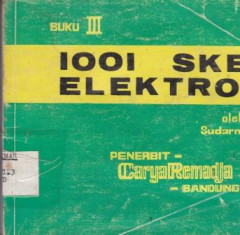 BUKU III
1001 SKE
ELEKTRO
oleh
Sudarn
PENERBIT -
CaryaRemadja
- BANDUNG